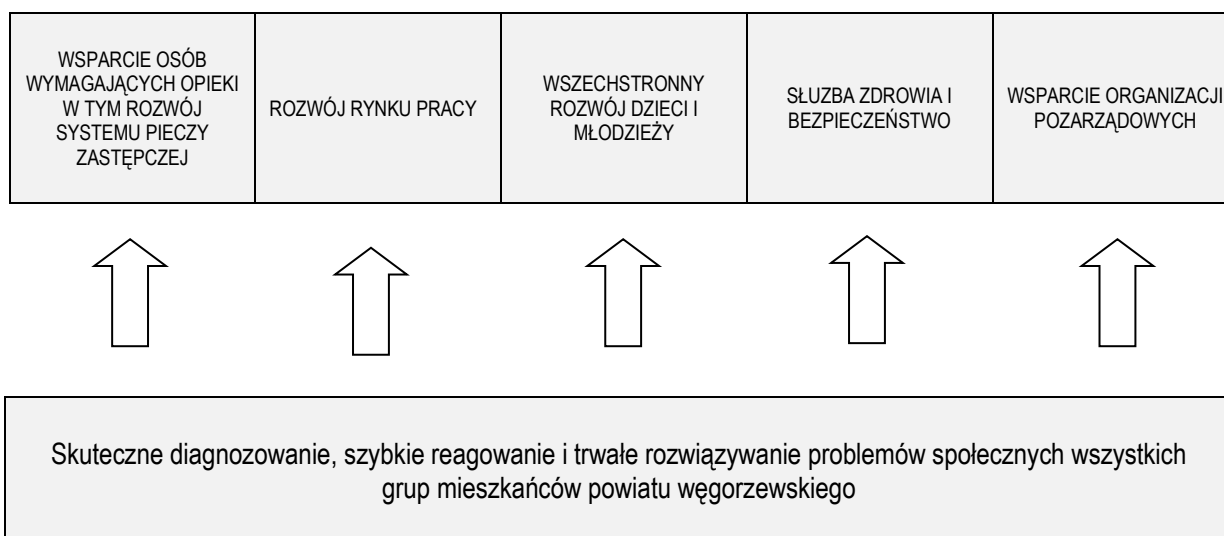 WSPARCIE OSÓB
WYMAGAJĄCYCH OPIEKI
W TYM ROZWÓJ
SYSTEMU PIECZY
ZASTĘPCZEJ
ROZWÓJ RYNKU PRACY
WSZECHSTRONNY
ROZWÓJ DZIECI I
MŁODZIEŻY
SŁUZBA ZDROWIA I
BEZPIECZEŃSTWO
WSPARCIE ORGANIZACJI
POZARZĄDOWYCH
Skuteczne diagnozowanie, szybkie reagowanie i trwałe rozwiązywanie problemów społecznych wszystkich
grup mieszkańców powiatu węgorzewskiego